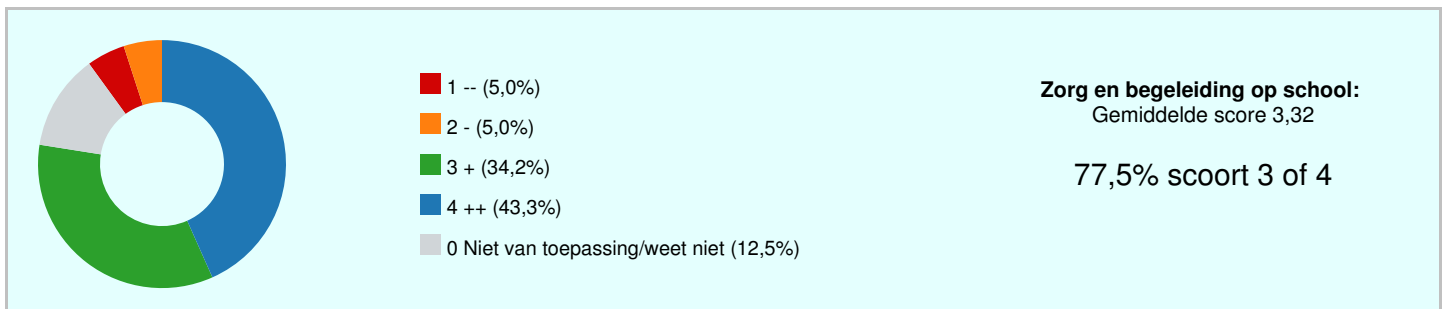 1 -- (5,0%)
2 - (5,0%)
3 + (34,2%)
4 ++ (43,3%)
0 Niet van toepassing/weet niet (12,5%)
Zorg en begeleiding op school:
Gemiddelde score 3,32
77,5% scoort 3 of 4